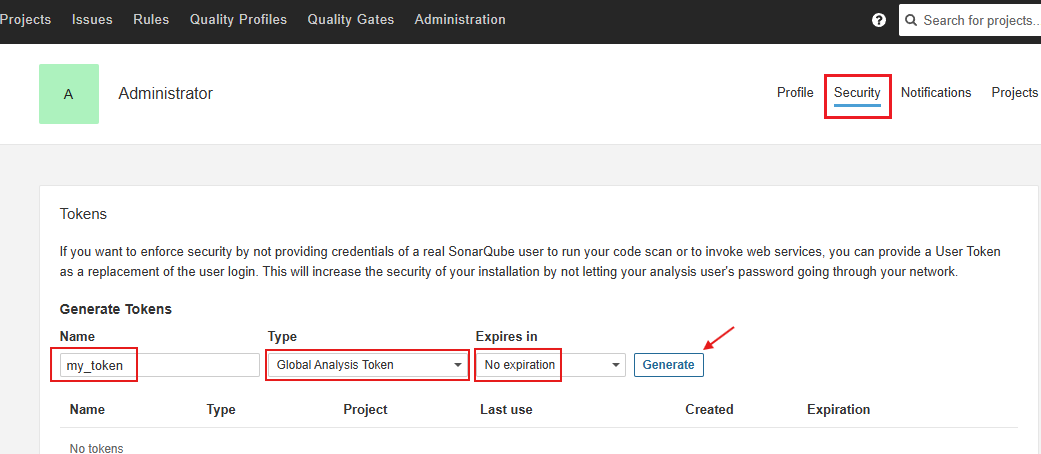 Projects Issues Rules Quality Profiles Quality Gates Administration ? Search for projects..
A Administrator Profile Security Notifications Projects
Tokens
If you want to enforce security by not providing credentials of a real SonarQube user to run your code scan or to invoke web services, you can provide a User Token
as a replacement of the user login. This will increase the security of your installation by not letting your analysis user's password going through your network.
Generate Tokens
Name Type Expires in
my_token Global Analysis Token No expiration Generate
Name Type Project Last use Created Expiration
No tokens